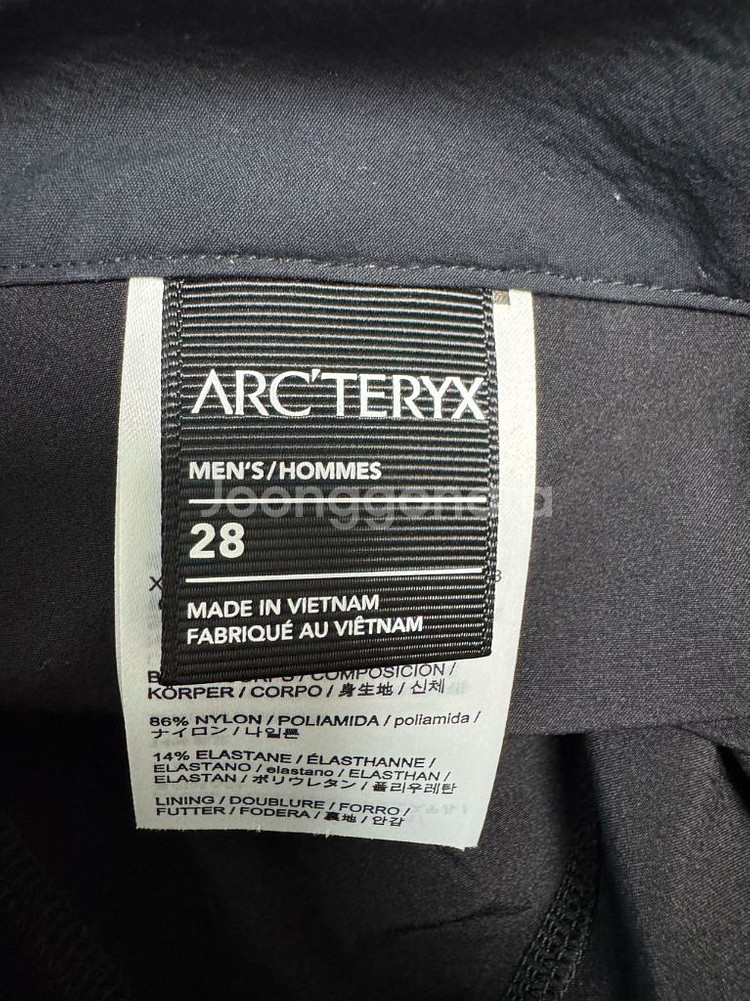 ARC'TERYX
MEN'S/HOMMES
Joonggonara
28
MADE IN VIETNAM
FABRIQUÉ AU VIÊTNAM
COMPOSICIÓN /
KÖRPER / CORPO / 身生地 / 신체
86% NYLON / POLIAMIDA / poliamida /
ナイロン / 나일론
14% ELASTANE / ÉLASTHANNE /
ELASTANO / elastano / ELASTHAN /
ELASTAN / ポリウレタン / 폴리우레탄
LINING / DOUBLURE / FORRO /
FUTTER / FODERA / 裏地 / 안감